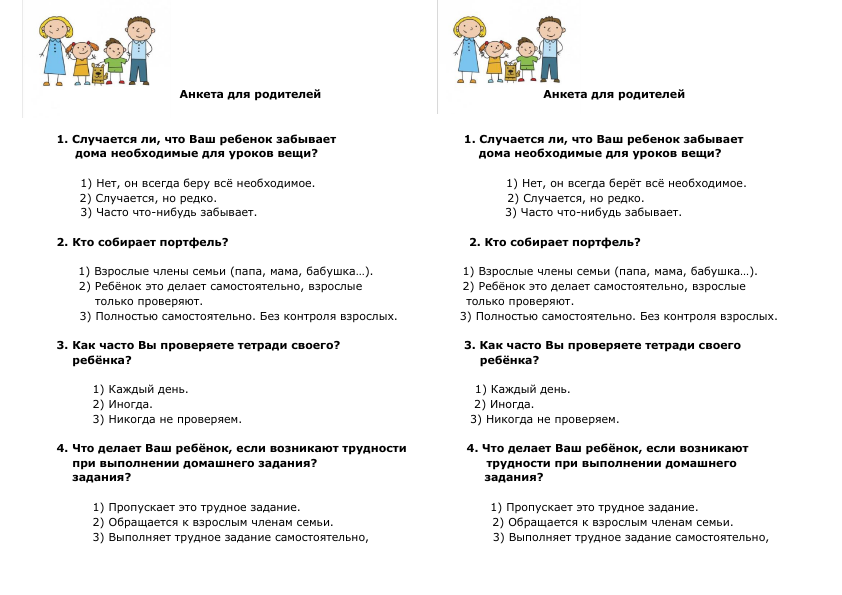 Анкета для родителей
1. Случается ли, что Ваш ребенок забывает
дома необходимые для уроков вещи?
1) Нет, он всегда беру всё необходимое.
2) Случается, но редко.
3) Часто что-нибудь забывает.
2. Кто собирает портфель?
1) Взрослые члены семьи (папа, мама, бабушка…).
2) Ребёнок это делает самостоятельно, взрослые
только проверяют.
3) Полностью самостоятельно. Без контроля взрослых.
3. Как часто Вы проверяете тетради своего?
ребёнка?
1) Каждый день.
2) Иногда.
3) Никогда не проверяем.
4. Что делает Ваш ребёнок, если возникают трудности
при выполнении домашнего задания?
задания?
1) Пропускает это трудное задание.
2) Обращается к взрослым членам семьи.
3) Выполняет трудное задание самостоятельно,
Анкета для родителей
1. Случается ли, что Ваш ребенок забывает
дома необходимые для уроков вещи?
1) Нет, он всегда берёт всё необходимое.
2) Случается, но редко.
3) Часто что-нибудь забывает.
2. Кто собирает портфель?
1) Взрослые члены семьи (папа, мама, бабушка…).
2) Ребёнок это делает самостоятельно, взрослые
только проверяют.
3) Полностью самостоятельно. Без контроля взрослых.
3. Как часто Вы проверяете тетради своего
ребёнка?
1) Каждый день.
2) Иногда.
3) Никогда не проверяем.
4. Что делает Ваш ребёнок, если возникают
трудности при выполнении домашнего
задания?
1) Пропускает это трудное задание.
2) Обращается к взрослым членам семьи.
3) Выполняет трудное задание самостоятельно,